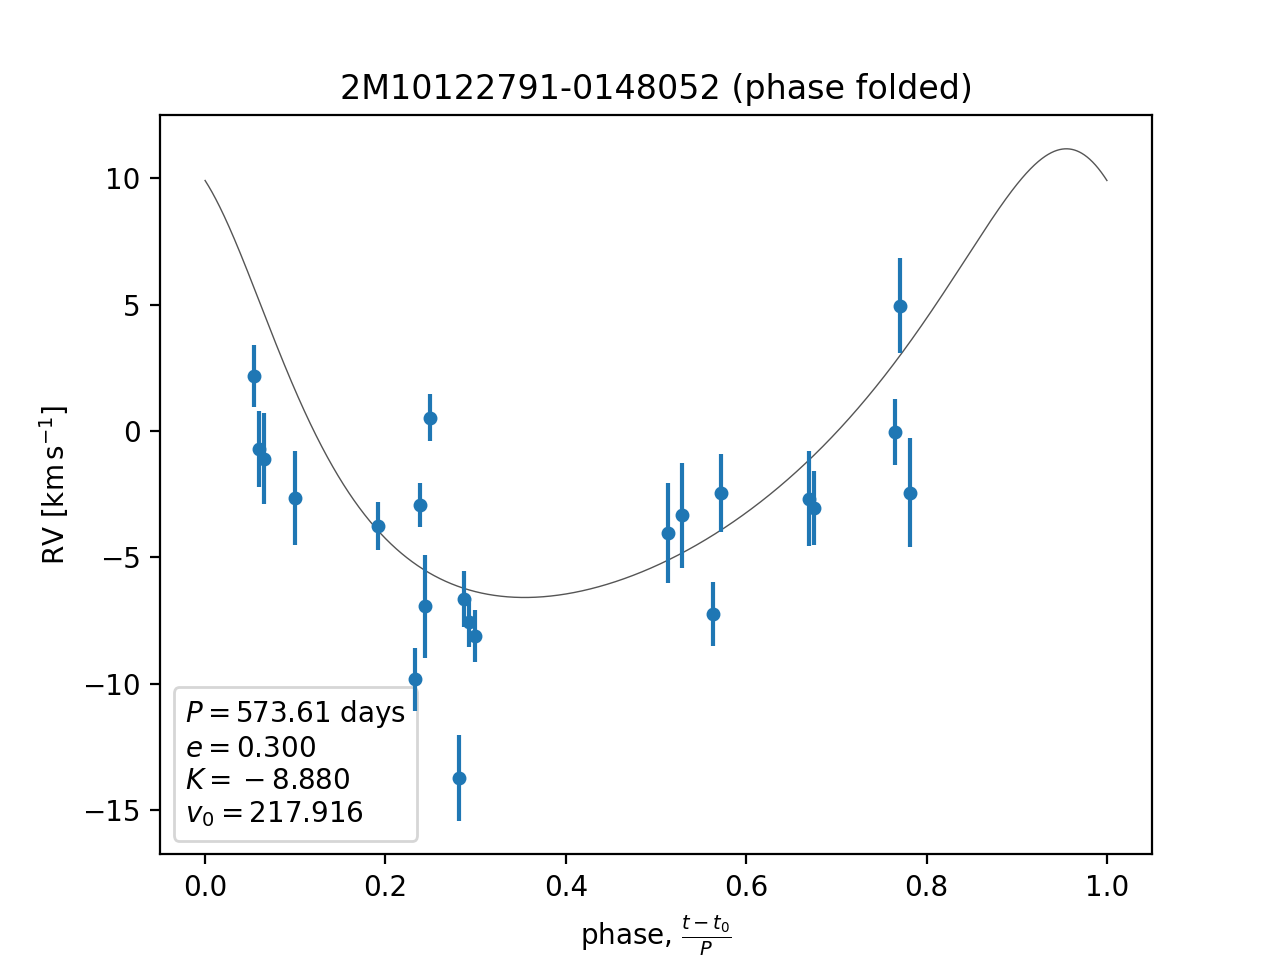 2M10122791-0148052 (phase folded)
RV [km s⁻¹]
10
5
0
−5
−10
−15
P = 573.61 days
e = 0.300
K = −8.880
v₀ = 217.916
0.0 0.2 0.4 0.6 0.8 1.0
phase, (t − t₀)/P